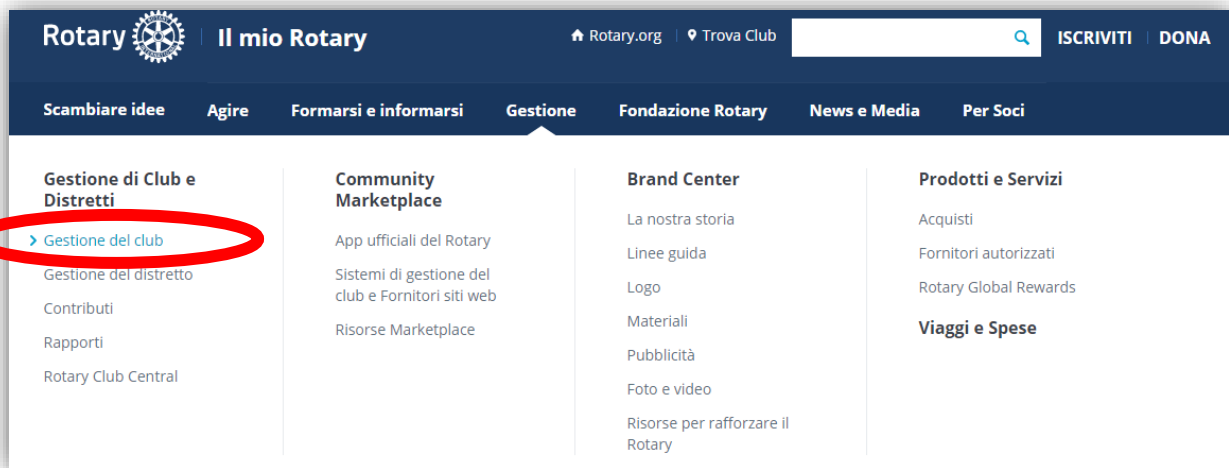 Rotary | Il mio Rotary
Rotary.org | Trova Club
ISCRIVITI | DONA
Scambiare idee Agire Formarsi e informarsi Gestione Fondazione Rotary News e Media Per Soci
Gestione di Club e
Distretti
Gestione del club
Gestione del distretto
Contributi
Rapporti
Rotary Club Central
Community
Marketplace
App ufficiali del Rotary
Sistemi di gestione del
club e Fornitori siti web
Risorse Marketplace
Brand Center
La nostra storia
Linee guida
Logo
Materiali
Pubblicità
Foto e video
Risorse per rafforzare il
Rotary
Prodotti e Servizi
Acquisti
Fornitori autorizzati
Rotary Global Rewards
Viaggi e Spese